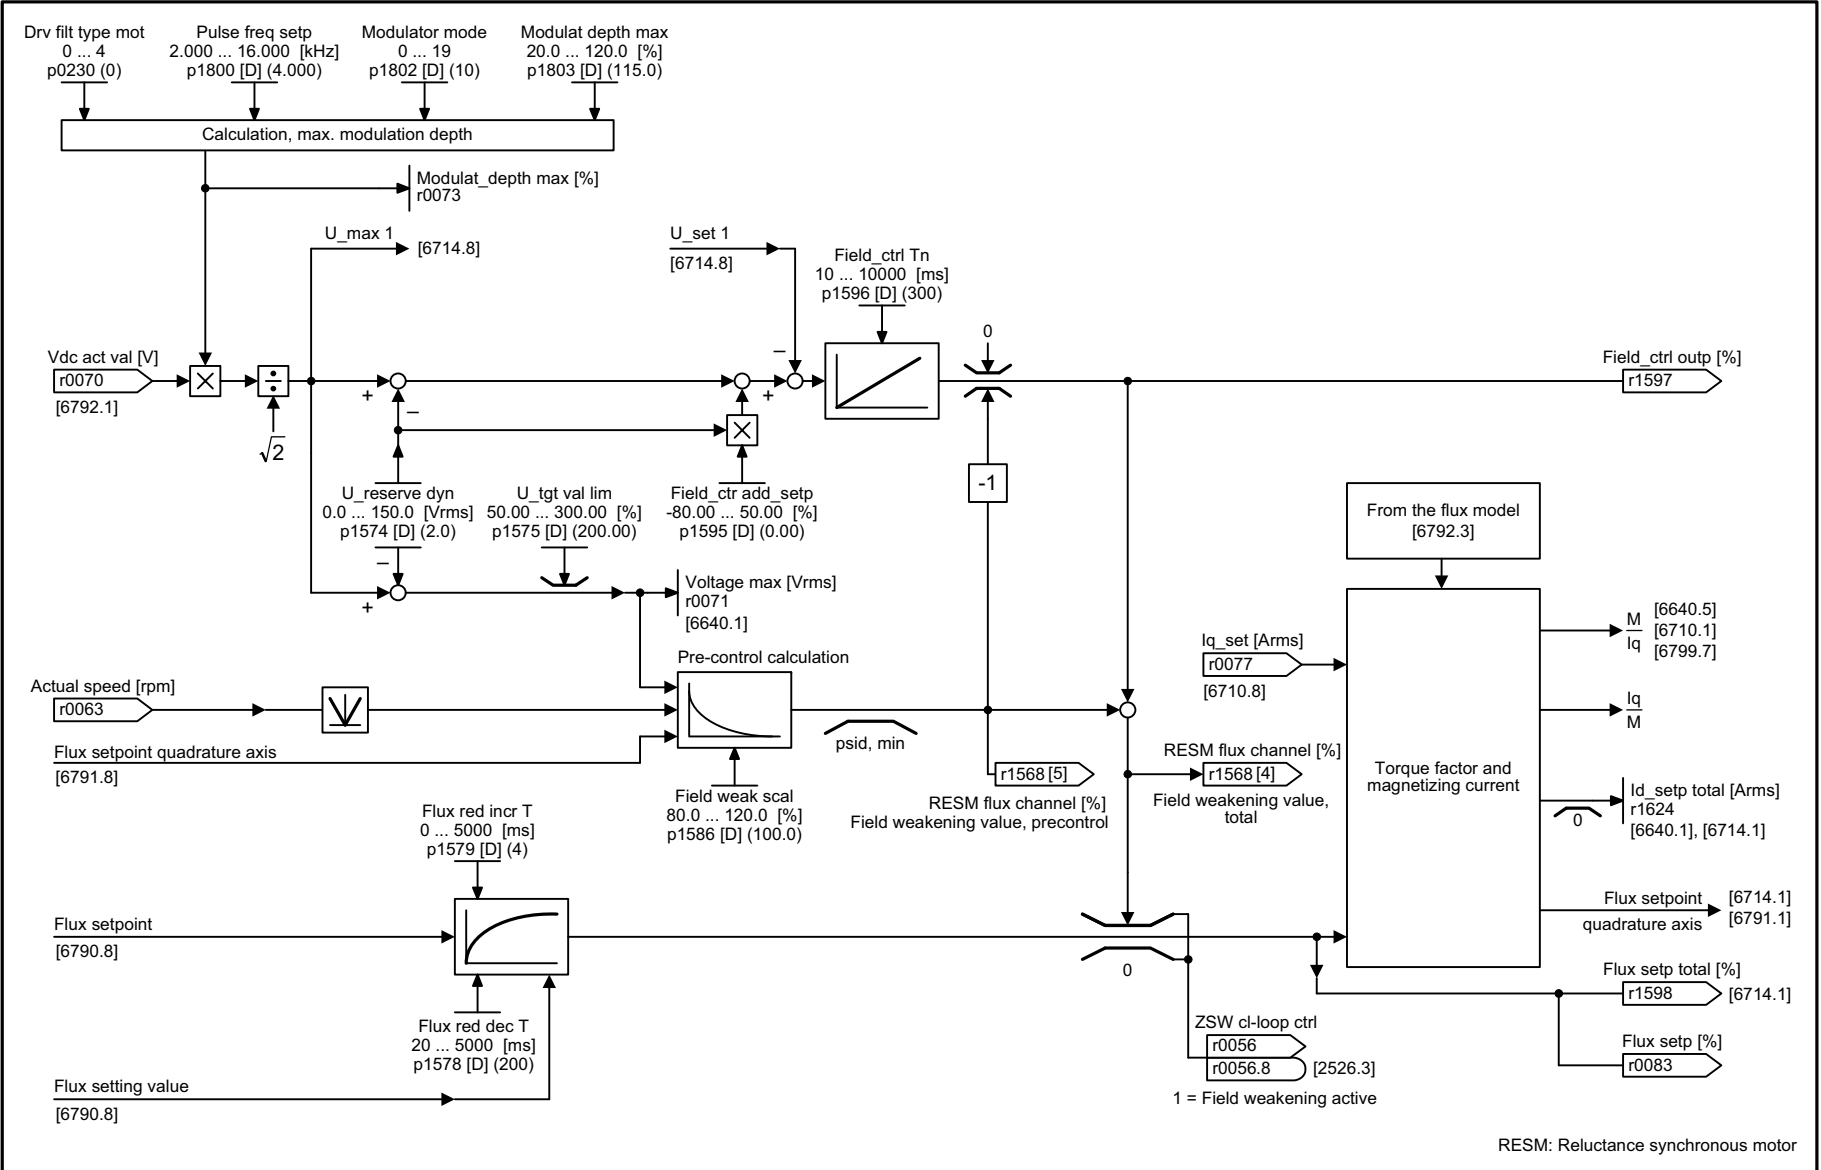 Drv filt type mot
0 ... 4
p0230 (0)
Pulse freq setp
2.000 ... 16.000 [kHz]
p1800 [D] (4.000)
Modulator mode
0 ... 19
p1802 [D] (10)
Modulat depth max
20.0 ... 120.0 [%]
p1803 [D] (115.0)
Calculation, max. modulation depth
Modulat_depth max [%]
r0073
U_max 1
[6714.8]
U_set 1
[6714.8]
Field_ctrl Tn
10 ... 10000 [ms]
p1596 [D] (300)
Vdc act val [V]
r0070
[6792.1]
×
÷
√2
+
–
+
–
×
0
Field_ctrl outp [%]
r1597
-1
U_reserve dyn
0.0 ... 150.0 [Vrms]
p1574 [D] (2.0)
U_tgt val lim
50.00 ... 300.00 [%]
p1575 [D] (200.00)
Field_ctr add_setp
-80.00 ... 50.00 [%]
p1595 [D] (0.00)
–
+
Voltage max [Vrms]
r0071
[6640.1]
From the flux model
[6792.3]
Iq_set [Arms]
r0077
[6710.8]
M
Iq
[6640.5]
[6710.1]
[6799.7]
Iq
M
Pre-control calculation
Actual speed [rpm]
r0063
Flux setpoint quadrature axis
[6791.8]
psid, min
r1568 [5]
RESM flux channel [%]
Field weakening value, precontrol
RESM flux channel [%]
r1568 [4]
Field weakening value,
total
Field weak scal
80.0 ... 120.0 [%]
p1586 [D] (100.0)
Torque factor and
magnetizing current
0
Id_setp total [Arms]
r1624
[6640.1], [6714.1]
Flux red incr T
0 ... 5000 [ms]
p1579 [D] (4)
Flux setpoint
[6790.8]
Flux red dec T
20 ... 5000 [ms]
p1578 [D] (200)
Flux setting value
[6790.8]
0
Flux setpoint
quadrature axis
[6714.1]
[6791.1]
Flux setp total [%]
r1598
[6714.1]
Flux setp [%]
r0083
ZSW cl-loop ctrl
r0056
r0056.8
[2526.3]
1 = Field weakening active
RESM: Reluctance synchronous motor